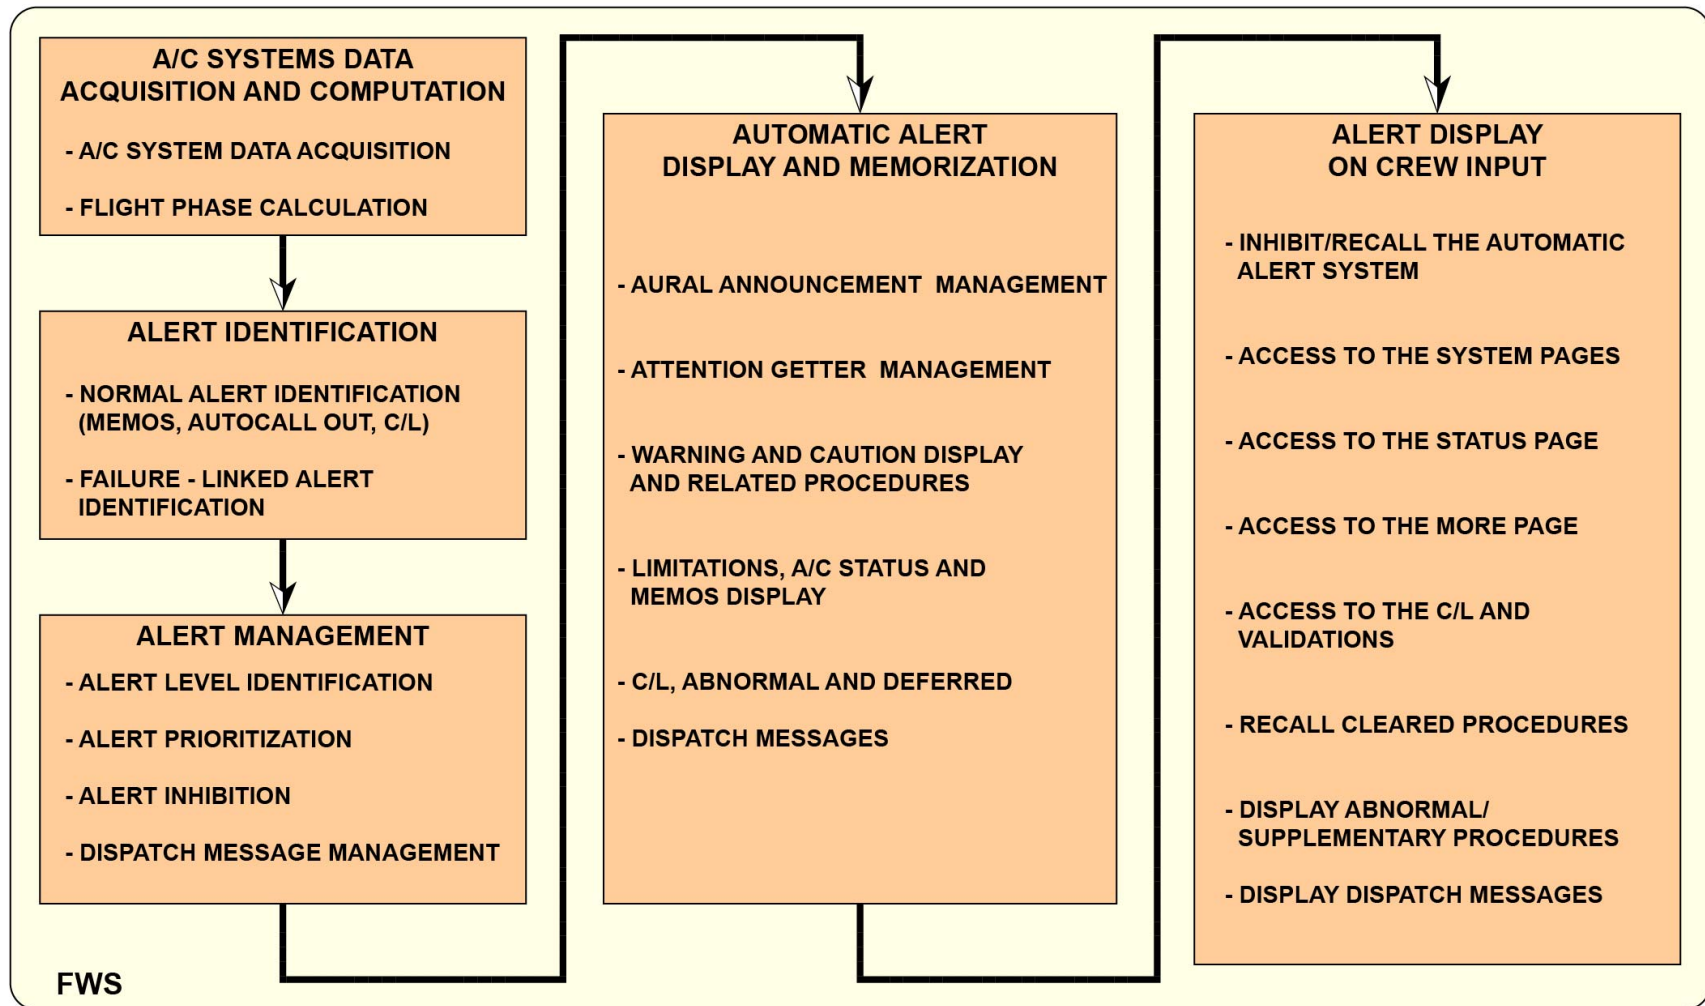 A/C SYSTEMS DATA
ACQUISITION AND COMPUTATION
- A/C SYSTEM DATA ACQUISITION
- FLIGHT PHASE CALCULATION
ALERT IDENTIFICATION
- NORMAL ALERT IDENTIFICATION
(MEMOS, AUTOCALL OUT, C/L)
- FAILURE - LINKED ALERT
IDENTIFICATION
ALERT MANAGEMENT
- ALERT LEVEL IDENTIFICATION
- ALERT PRIORITIZATION
- ALERT INHIBITION
- DISPATCH MESSAGE MANAGEMENT
AUTOMATIC ALERT
DISPLAY AND MEMORIZATION
- AURAL ANNOUNCEMENT MANAGEMENT
- ATTENTION GETTER MANAGEMENT
- WARNING AND CAUTION DISPLAY
AND RELATED PROCEDURES
- LIMITATIONS, A/C STATUS AND
MEMOS DISPLAY
- C/L, ABNORMAL AND DEFERRED
- DISPATCH MESSAGES
ALERT DISPLAY
ON CREW INPUT
- INHIBIT/RECALL THE AUTOMATIC
ALERT SYSTEM
- ACCESS TO THE SYSTEM PAGES
- ACCESS TO THE STATUS PAGE
- ACCESS TO THE MORE PAGE
- ACCESS TO THE C/L AND
VALIDATIONS
- RECALL CLEARED PROCEDURES
- DISPLAY ABNORMAL/
SUPPLEMENTARY PROCEDURES
- DISPLAY DISPATCH MESSAGES
FWS